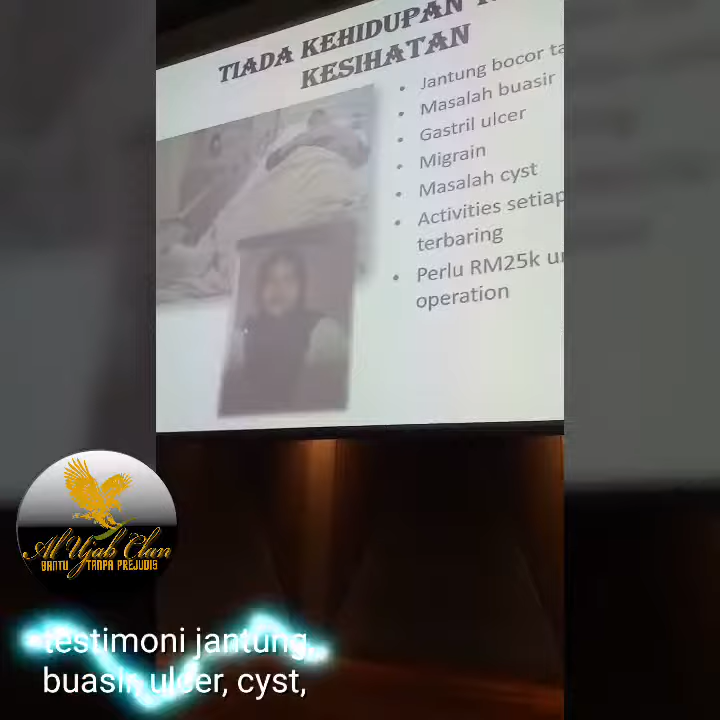 TIADA KEHIDUPAN
KESIHATAN
• Jantung bocor
• Masalah buasir
• Gastril ulcer
• Migrain
• Masalah cyst
• Activities setiap
terbaring
• Perlu RM25k
operation
Al Ujab Clan
BANTU TANPA PREJUDIS
testimoni jantung,
buasir, ulcer, cyst,